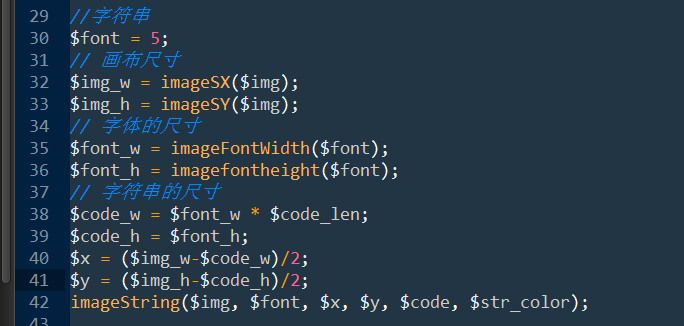 29 //字符串
30 $font = 5;
31 // 画布尺寸
32 $img_w = imageSX($img);
33 $img_h = imageSY($img);
34 // 字体的尺寸
35 $font_w = imageFontWidth($font);
36 $font_h = imagefontheight($font);
37 // 字符串的尺寸
38 $code_w = $font_w * $code_len;
39 $code_h = $font_h;
40 $x = ($img_w-$code_w)/2;
41 $y = ($img_h-$code_h)/2;
42 imageString($img, $font, $x, $y, $code, $str_color);
43